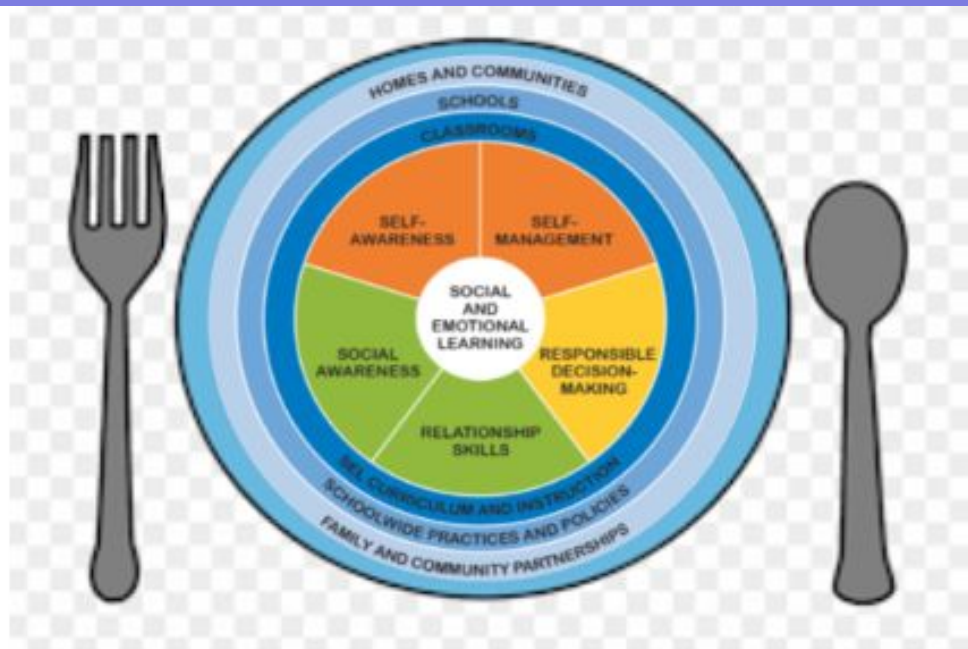 HOMES AND COMMUNITIES
SCHOOLS
CLASSROOMS
SELF-
AWARENESS
SELF-
MANAGEMENT
SOCIAL
AND
EMOTIONAL
LEARNING
SOCIAL
AWARENESS
RESPONSIBLE
DECISION-
MAKING
RELATIONSHIP
SKILLS
SEL CURRICULUM AND INSTRUCTION
SCHOOLWIDE PRACTICES AND POLICIES
FAMILY AND COMMUNITY PARTNERSHIPS